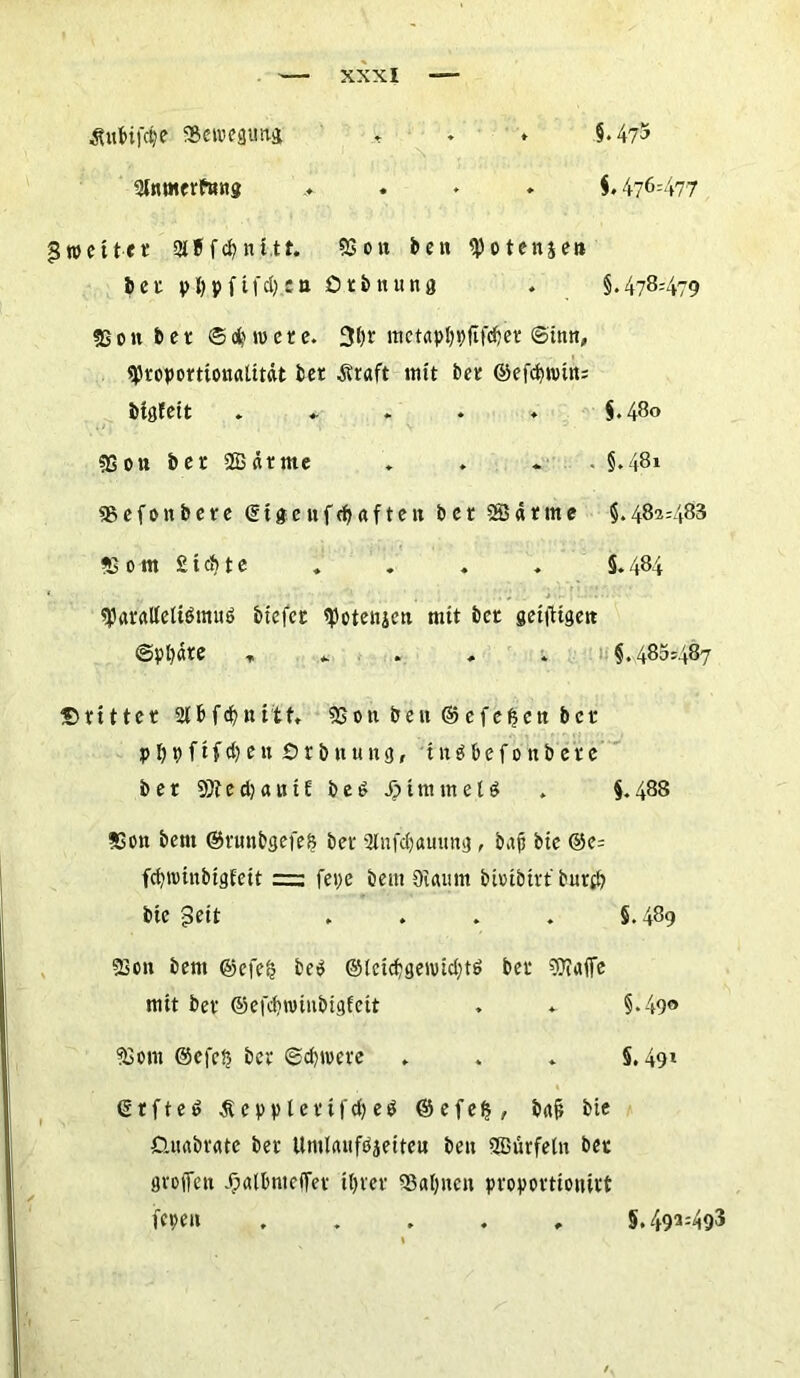 — XXXI —
Kubische Bewegung . . . §. 475
Anmerkung . . . . §. 476=477
Zweiter Abschnitt. Von den Potenzen
der physischen Ordnung . §. 478=479
Von der Schwere. Ihr metaphysischer Sinn,
Proportionalität der Kraft mit der Geschwin=
digkeit . . . . . §. 480
Von der Wärme . . . . §. 481
Besondere Eigenschaften der Wärme §. 482=483
Vom Lichte . . . . §. 484
Parallelismus dieser Potenzen mit der geistigen
Sphäre . . . . . §. 485=487
Dritter Abschnitt. Von den Gesetzen der
physischen Ordnung, insbesondere
der Mechanik des Himmels . §. 488
Von dem Grundgesetz der Anschauung, daß die Ge=
schwindigkeit = seye dem Raum dividirt durch
die Zeit . . . . §. 489
Von dem Gesetz des Gleichgewichts der Masse
mit der Geschwindigkeit . . §. 490
Vom Gesetz der Schwere . . . §. 491
Erstes Kepplerisches Gesetz, daß die
Quadrate der Umlaufszeiten den Würfeln der
grossen Halbmesser ihrer Bahnen proportionirt
seyen . . . . . §. 492=493